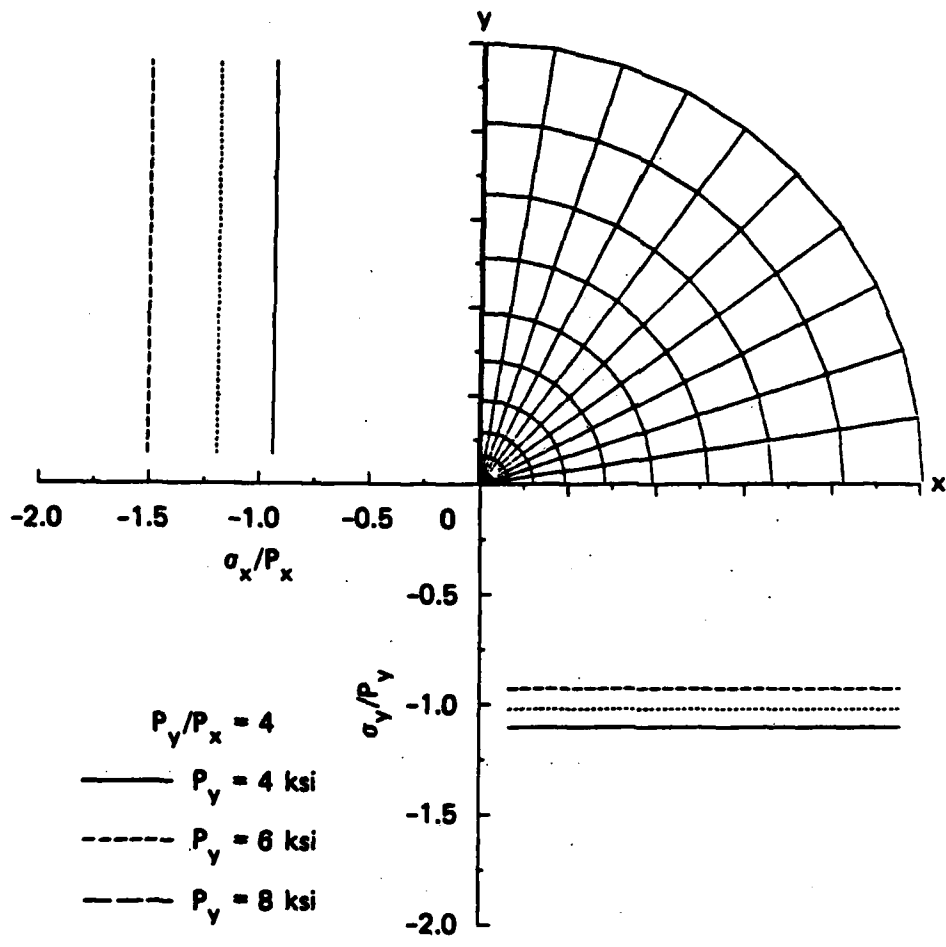 y
x
-2.0 -1.5 -1.0 -0.5 0
σx/Px
-0.5
-1.0
-1.5
-2.0
σy/Py
Py/Px = 4
Py = 4 ksi
Py = 6 ksi
Py = 8 ksi